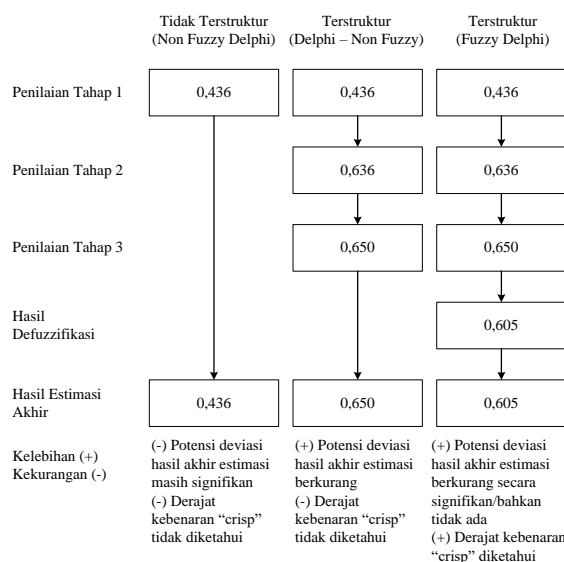 Tidak Terstruktur
(Non Fuzzy Delphi)
Terstruktur
(Delphi – Non Fuzzy)
Terstruktur
(Fuzzy Delphi)
Penilaian Tahap 1
0,436
0,436
0,436
Penilaian Tahap 2
0,636
0,636
Penilaian Tahap 3
0,650
0,650
Hasil
Defuzzifikasi
0,605
Hasil Estimasi
Akhir
0,436
0,650
0,605
Kelebihan (+)
Kekurangan (-)
(-) Potensi deviasi
hasil akhir estimasi
masih signifikan
(-) Derajat
kebenaran “crisp”
tidak diketahui
(+) Potensi deviasi
hasil akhir estimasi
berkurang
(-) Derajat
kebenaran “crisp”
tidak diketahui
(+) Potensi deviasi
hasil akhir estimasi
berkurang secara
signifikan/bahkan
tidak ada
(+) Derajat kebenaran
“crisp” diketahui